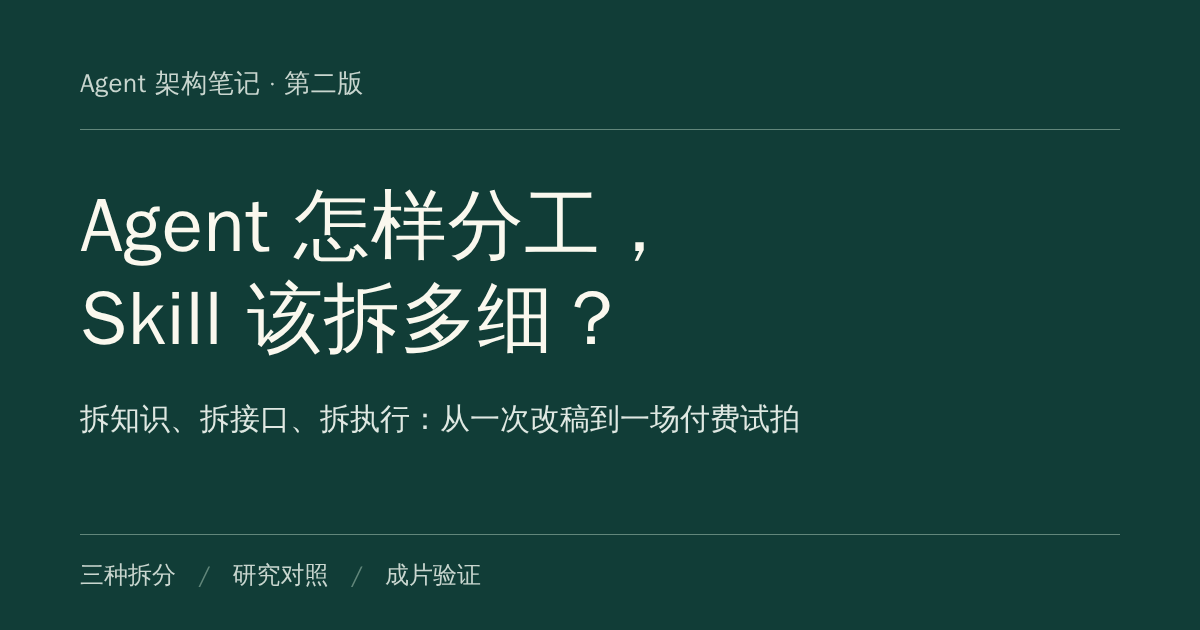 Agent 架构笔记 · 第二版
Agent 怎样分工，
Skill 该拆多细？
拆知识、拆接口、拆执行：从一次改稿到一场付费试拍
三种拆分 / 研究对照 / 成片验证